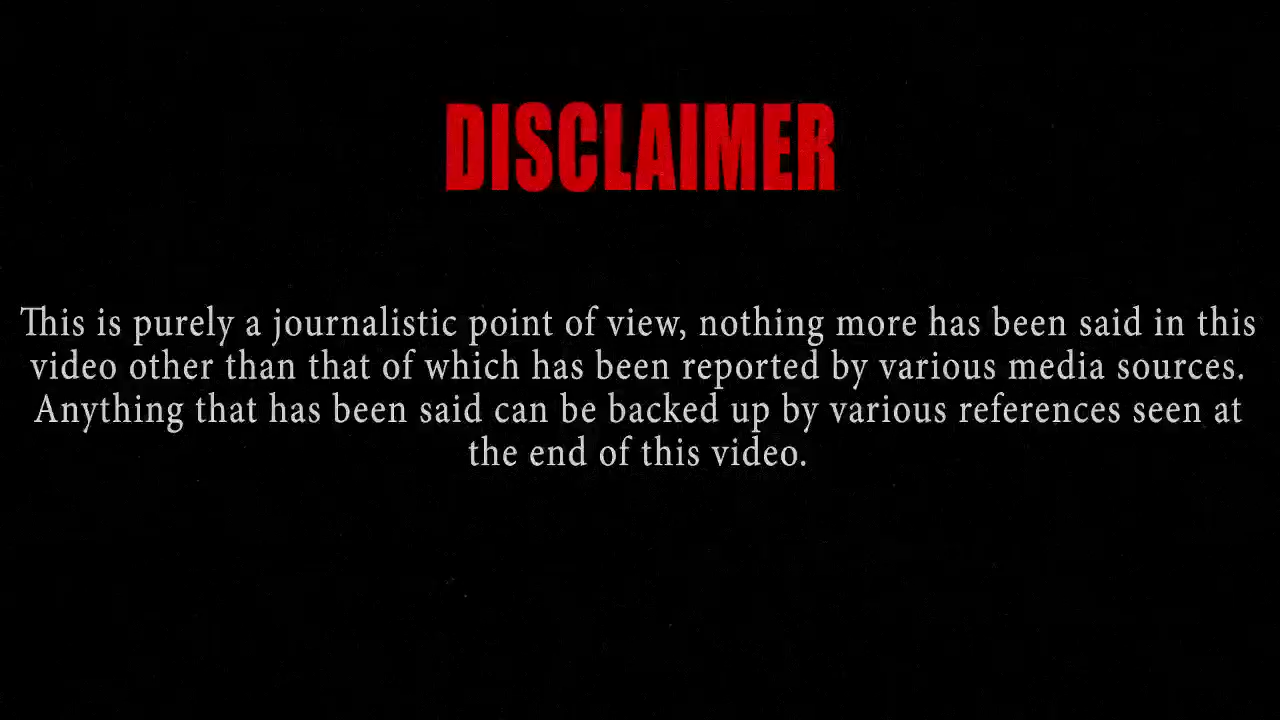 DISCLAIMER
This is purely a journalistic point of view, nothing more has been said in this
video other than that of which has been reported by various media sources.
Anything that has been said can be backed up by various references seen at
the end of this video.